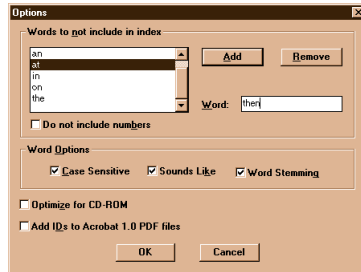 Options
Words to not include in index
an
at
in
on
the
Add
Remove
Word: then
Do not include numbers
Word Options
Case Sensitive Sounds Like Word Stemming
Optimize for CD-ROM
Add IDs to Acrobat 1.0 PDF files
OK Cancel